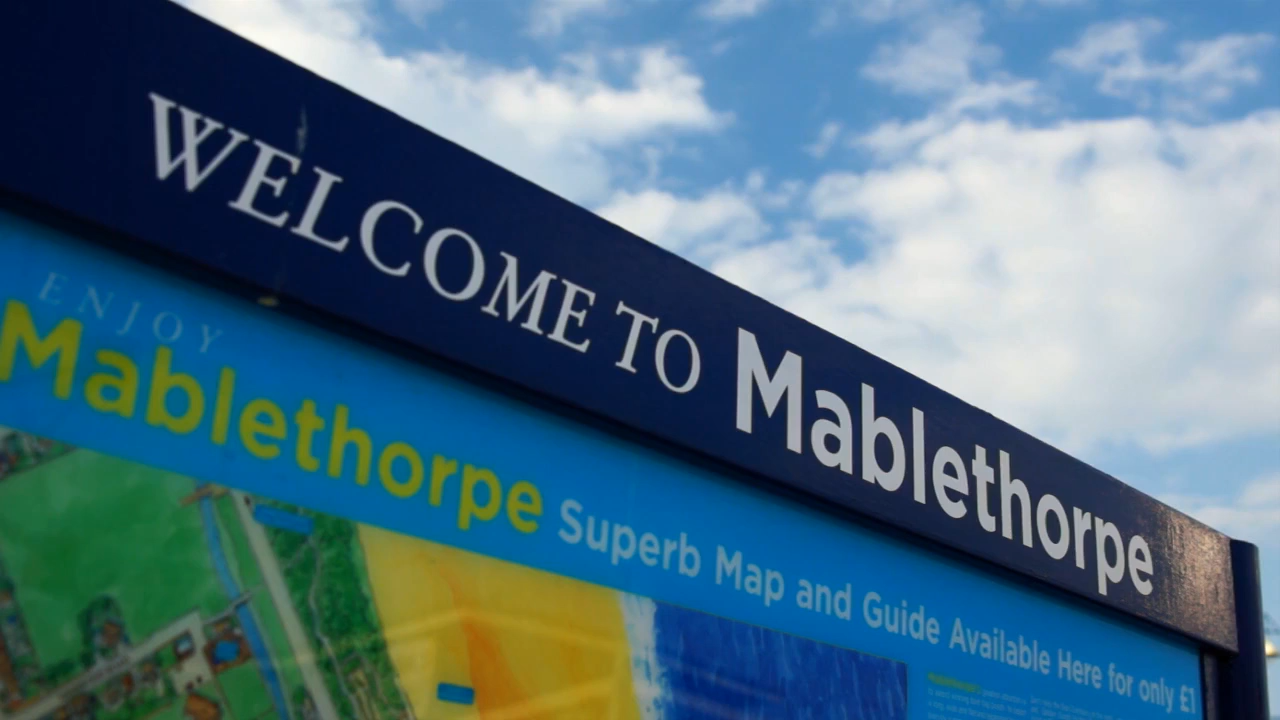 WELCOME TO Mablethorpe
ENJOY
Mablethorpe Superb Map and Guide Available Here for only £1